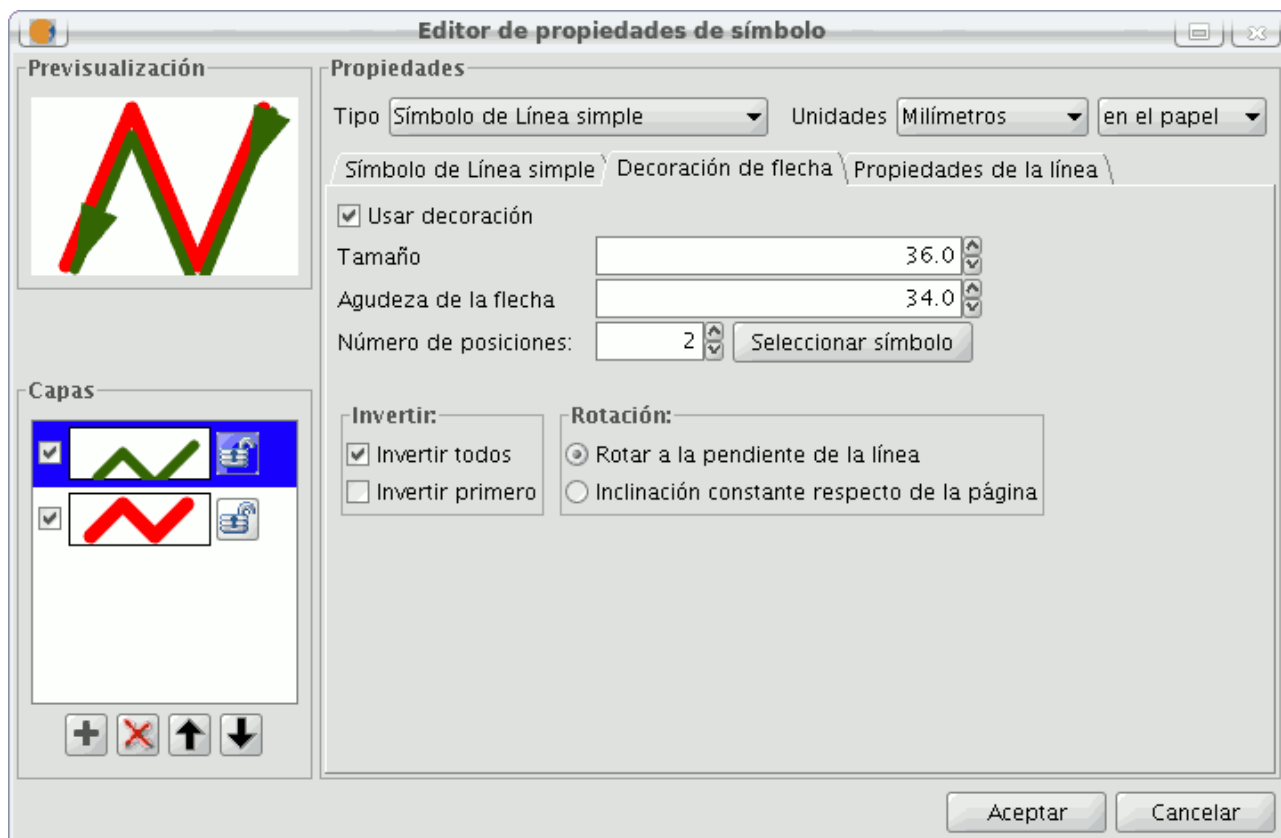 Editor de propiedades de símbolo
Previsualización
Propiedades
Tipo Símbolo de Línea simple Unidades Milímetros en el papel
Símbolo de Línea simple Decoración de flecha Propiedades de la línea
Usar decoración
Tamaño 36.0
Agudeza de la flecha 34.0
Número de posiciones: 2 Seleccionar símbolo
Capas
Invertir: Rotación:
Invertir todos Rotar a la pendiente de la línea
Invertir primero Inclinación constante respecto de la página
Aceptar Cancelar